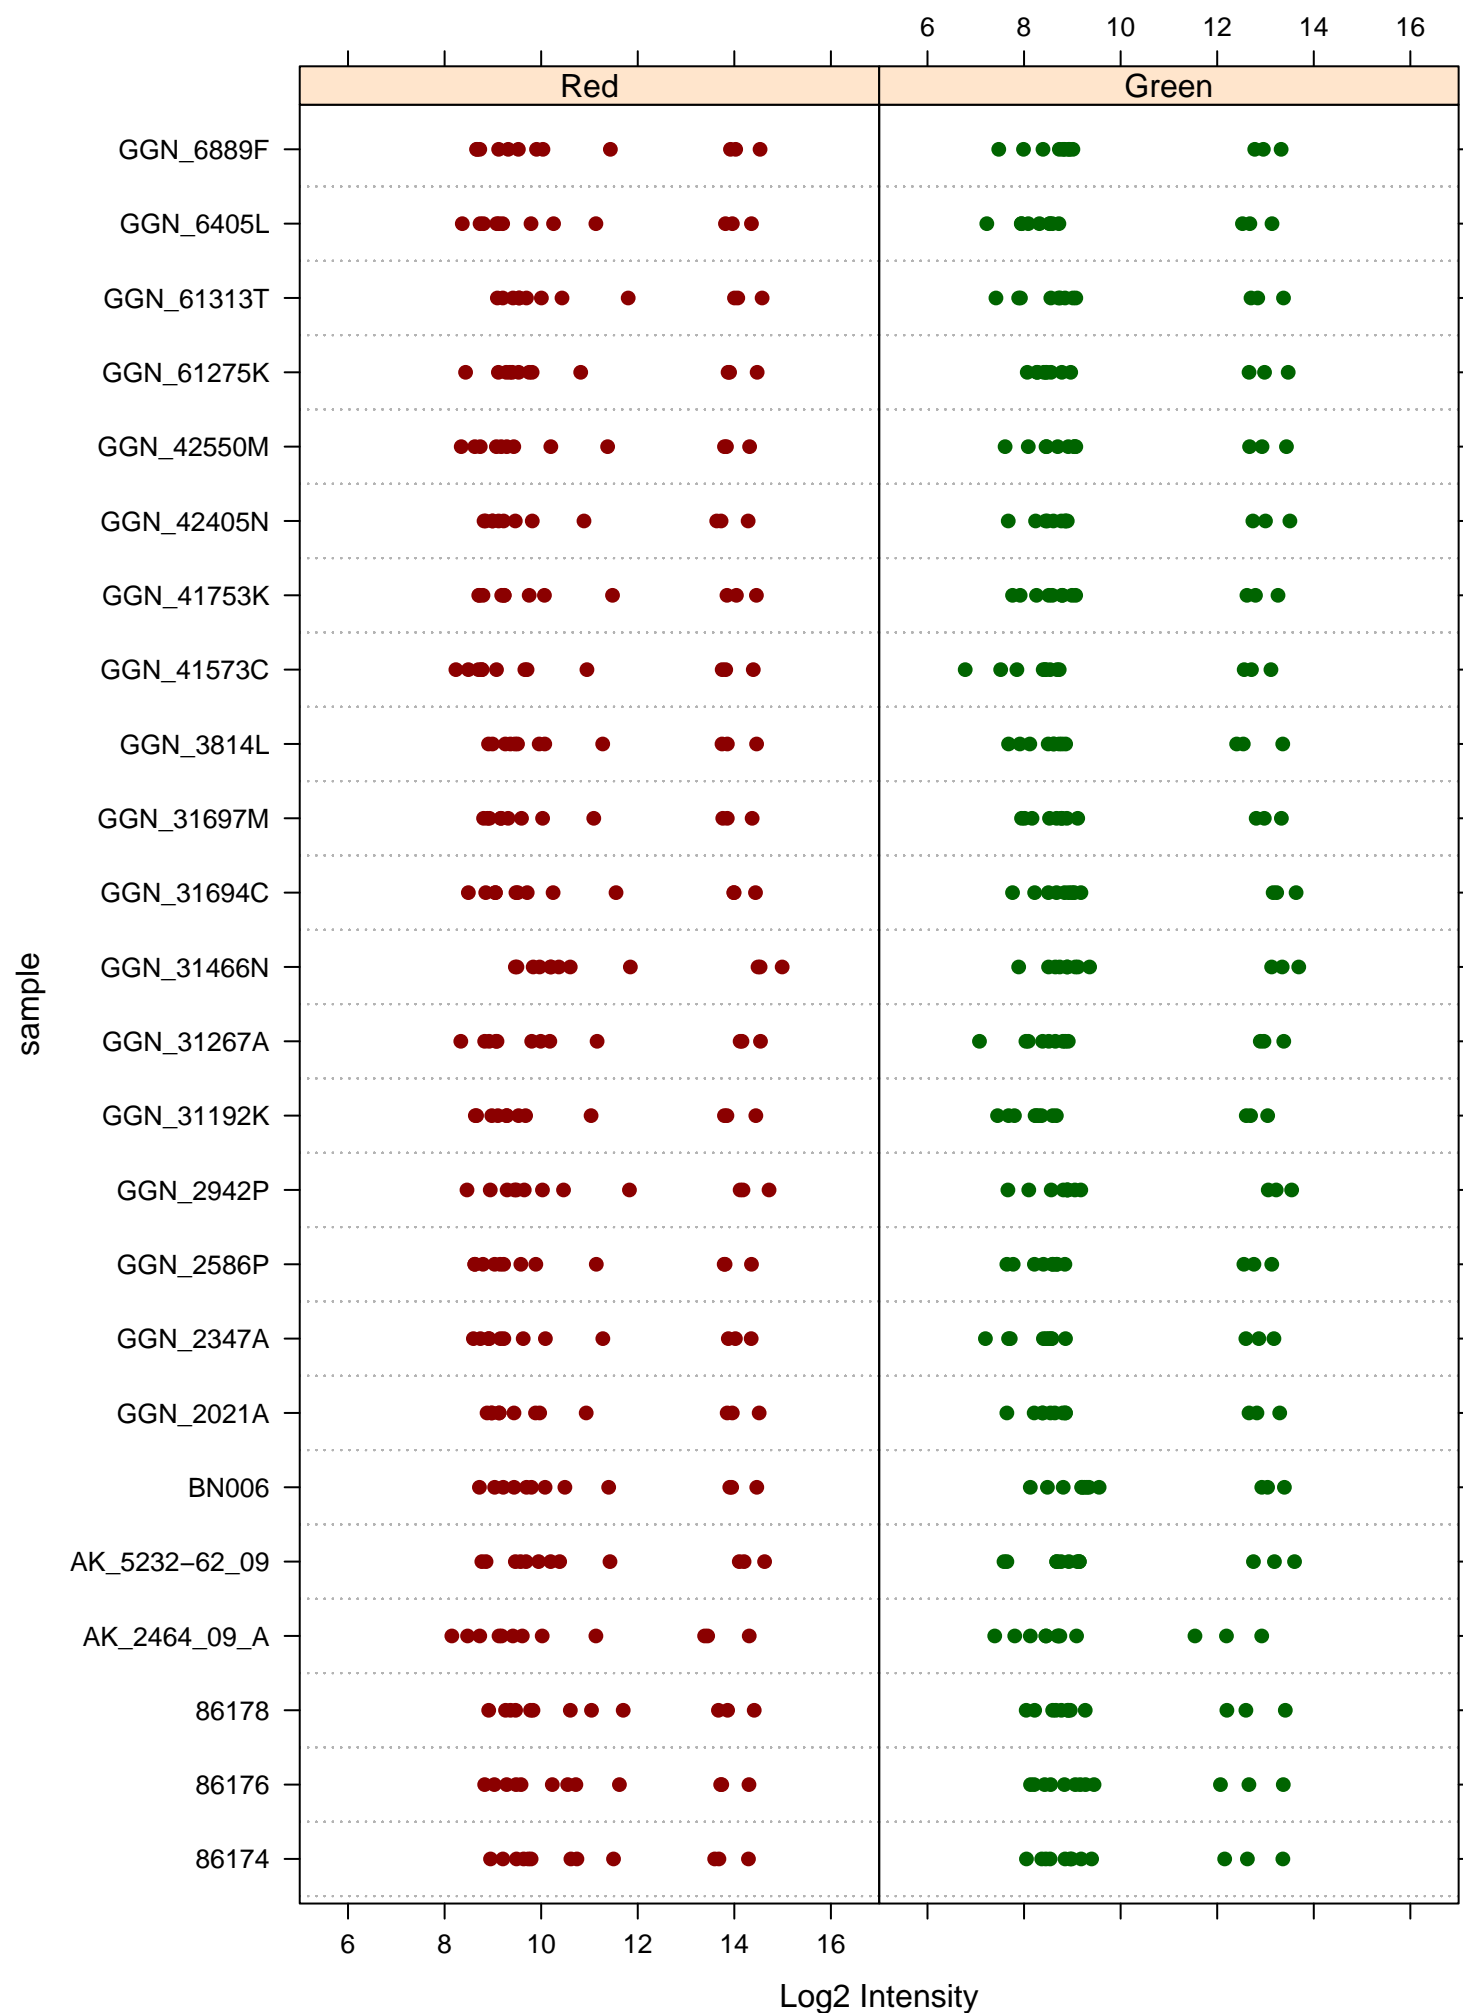 6 8 10 12 14 16
Red Green
GGN_6889F
GGN_6405L
GGN_61313T
GGN_61275K
GGN_42550M
GGN_42405N
GGN_41753K
GGN_41573C
GGN_3814L
GGN_31697M
GGN_31694C
GGN_31466N
GGN_31267A
GGN_31192K
GGN_2942P
GGN_2586P
GGN_2347A
GGN_2021A
BN006
AK_5232−62_09
AK_2464_09_A
86178
86176
86174
sample
6 8 10 12 14 16
Log2 Intensity